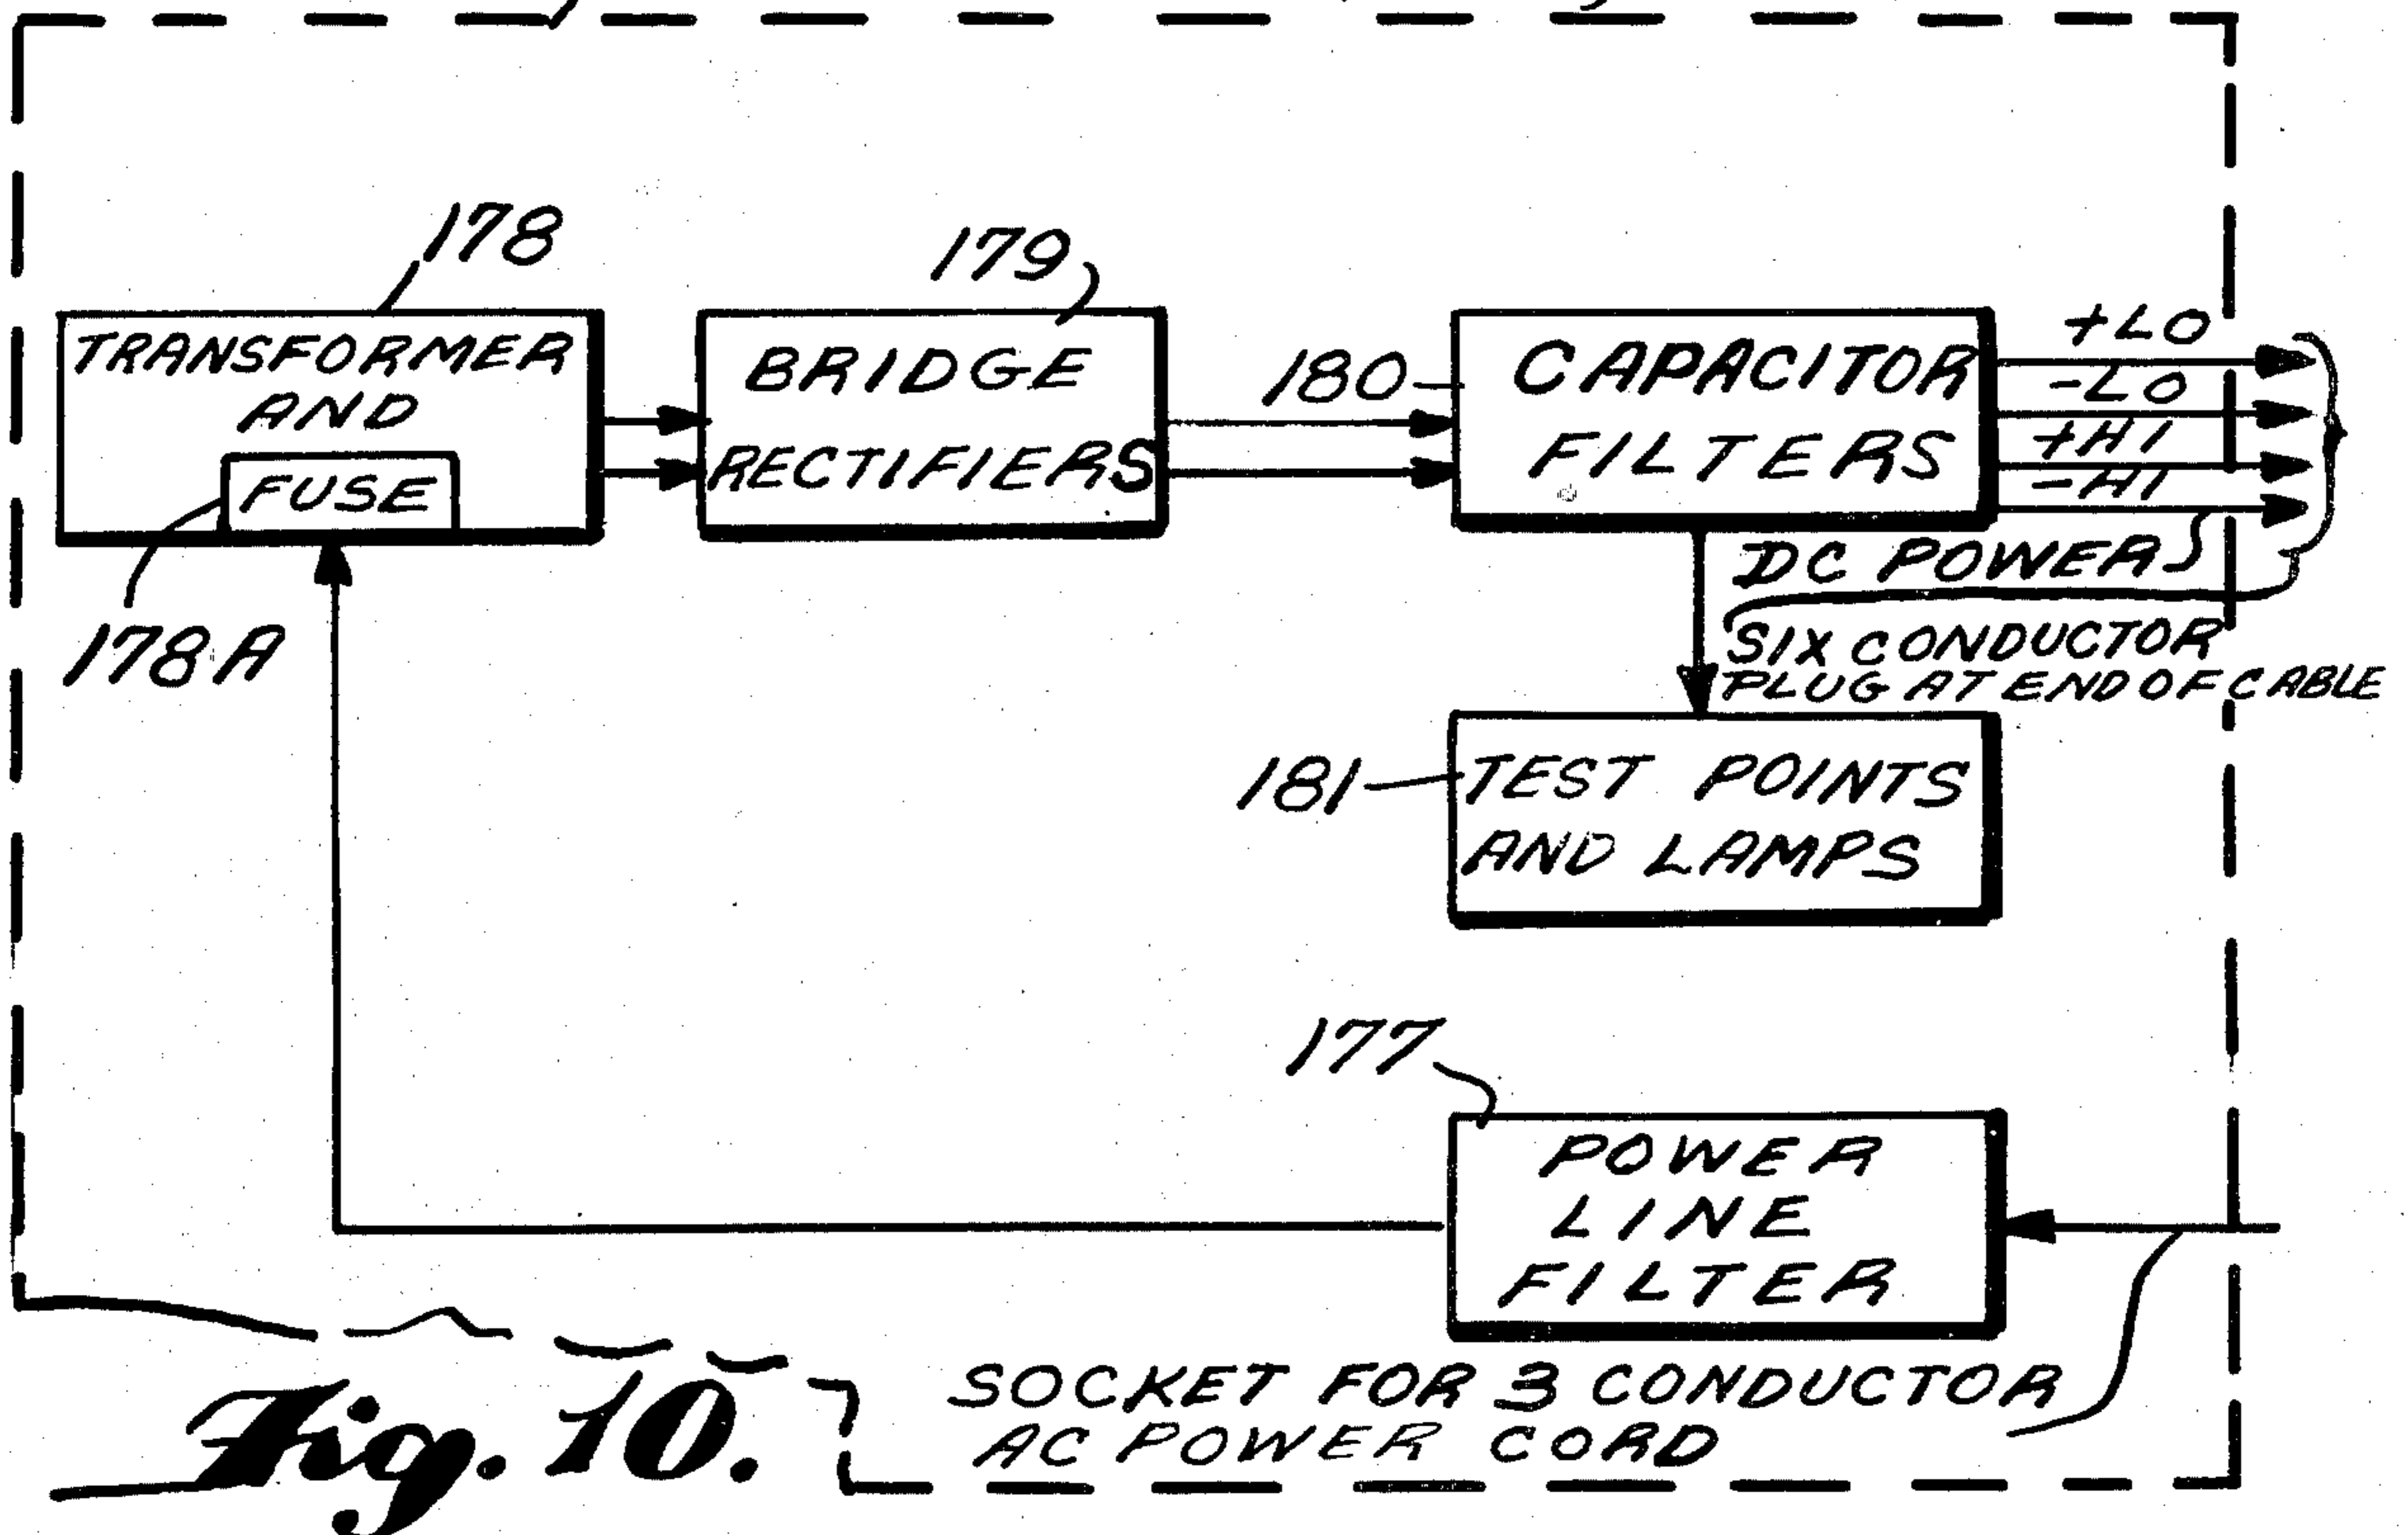 178
179
TRANSFORMER
AND
FUSE
178A
BRIDGE
RECTIFIERS
180
CAPACITOR
FILTERS
+LO
-LO
+HI
-HI
DC POWER
SIX CONDUCTOR
PLUG AT END OF CABLE
181
TEST POINTS
AND LAMPS
177
POWER
LINE
FILTER
SOCKET FOR 3 CONDUCTOR
AC POWER CORD
Fig. 10.